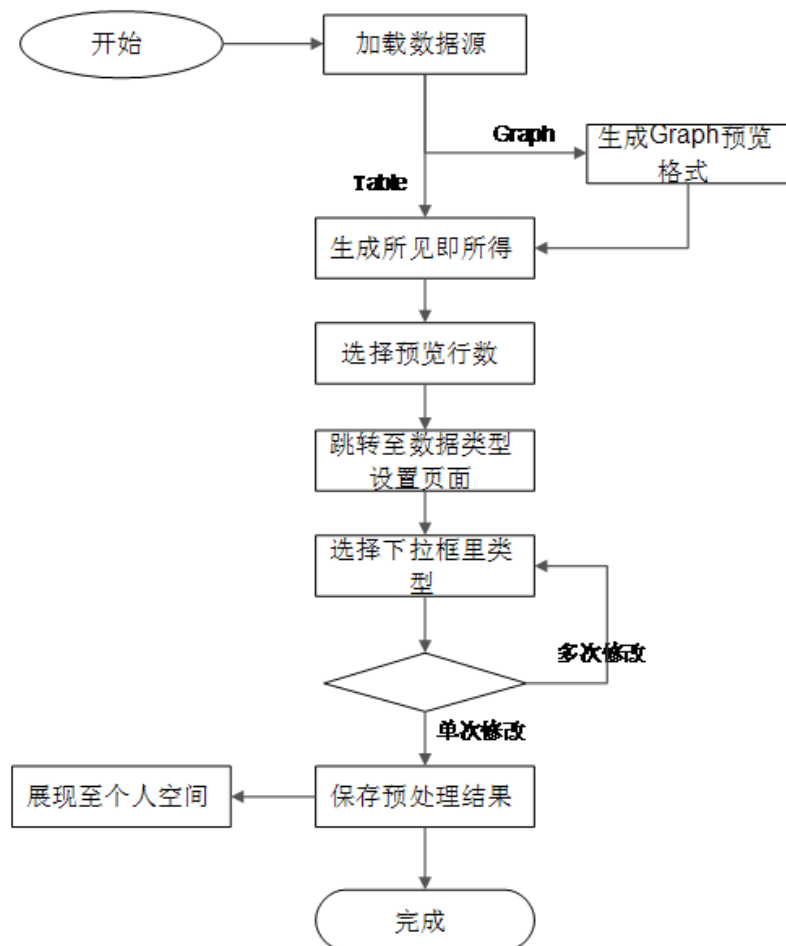 开始
加载数据源
Graph
生成Graph预览
格式
Table
生成所见即所得
选择预览行数
跳转至数据类型
设置页面
选择下拉框里类
型
多次修改
单次修改
展现至个人空间
保存预处理结果
完成